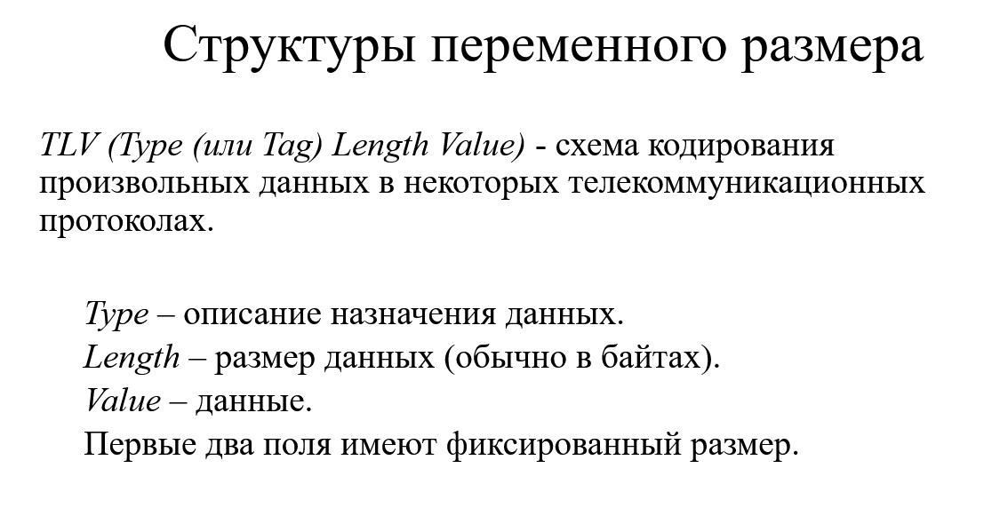 Структуры переменного размера
TLV (Type (или Tag) Length Value) - схема кодирования
произвольных данных в некоторых телекоммуникационных
протоколах.
Type – описание назначения данных.
Length – размер данных (обычно в байтах).
Value – данные.
Первые два поля имеют фиксированный размер.